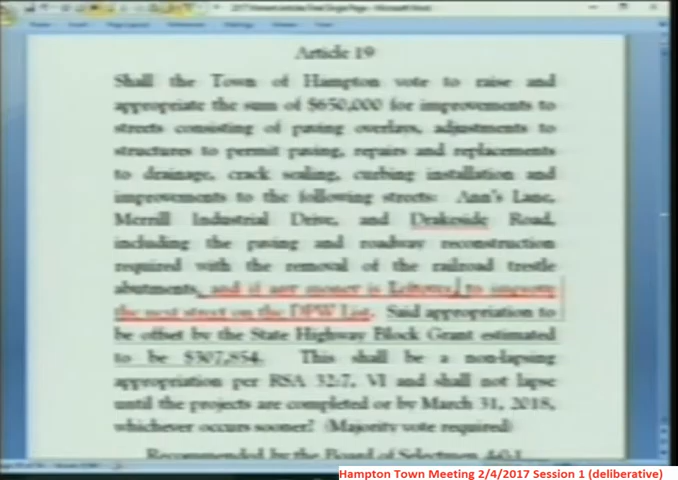 Article 19
Shall the Town of Hampton vote to raise and
appropriate the sum of $650,000 for improvements to
streets consisting of paving overlays, adjustments to
structures to permit paving, repairs and replacements
to drainage, crack sealing, curbing installation and
improvements to the following streets: Ann's Lane,
Merrill Industrial Drive, and Drakeside Road,
including the paving and roadway reconstruction
required with the removal of the railroad trestle
abutments, and if any money is to improve
the next street on the DPW List. Said appropriation to
be offset by the State Highway Block Grant estimated
to be $307,854. This shall be a non-lapsing
appropriation per RSA 32:7, VI and shall not lapse
until the projects are completed or by March 31, 2018,
whichever occurs sooner? (Majority vote required)
Recommended by the Board of Selectmen
Hampton Town Meeting 2/4/2017 Session 1 (deliberative)